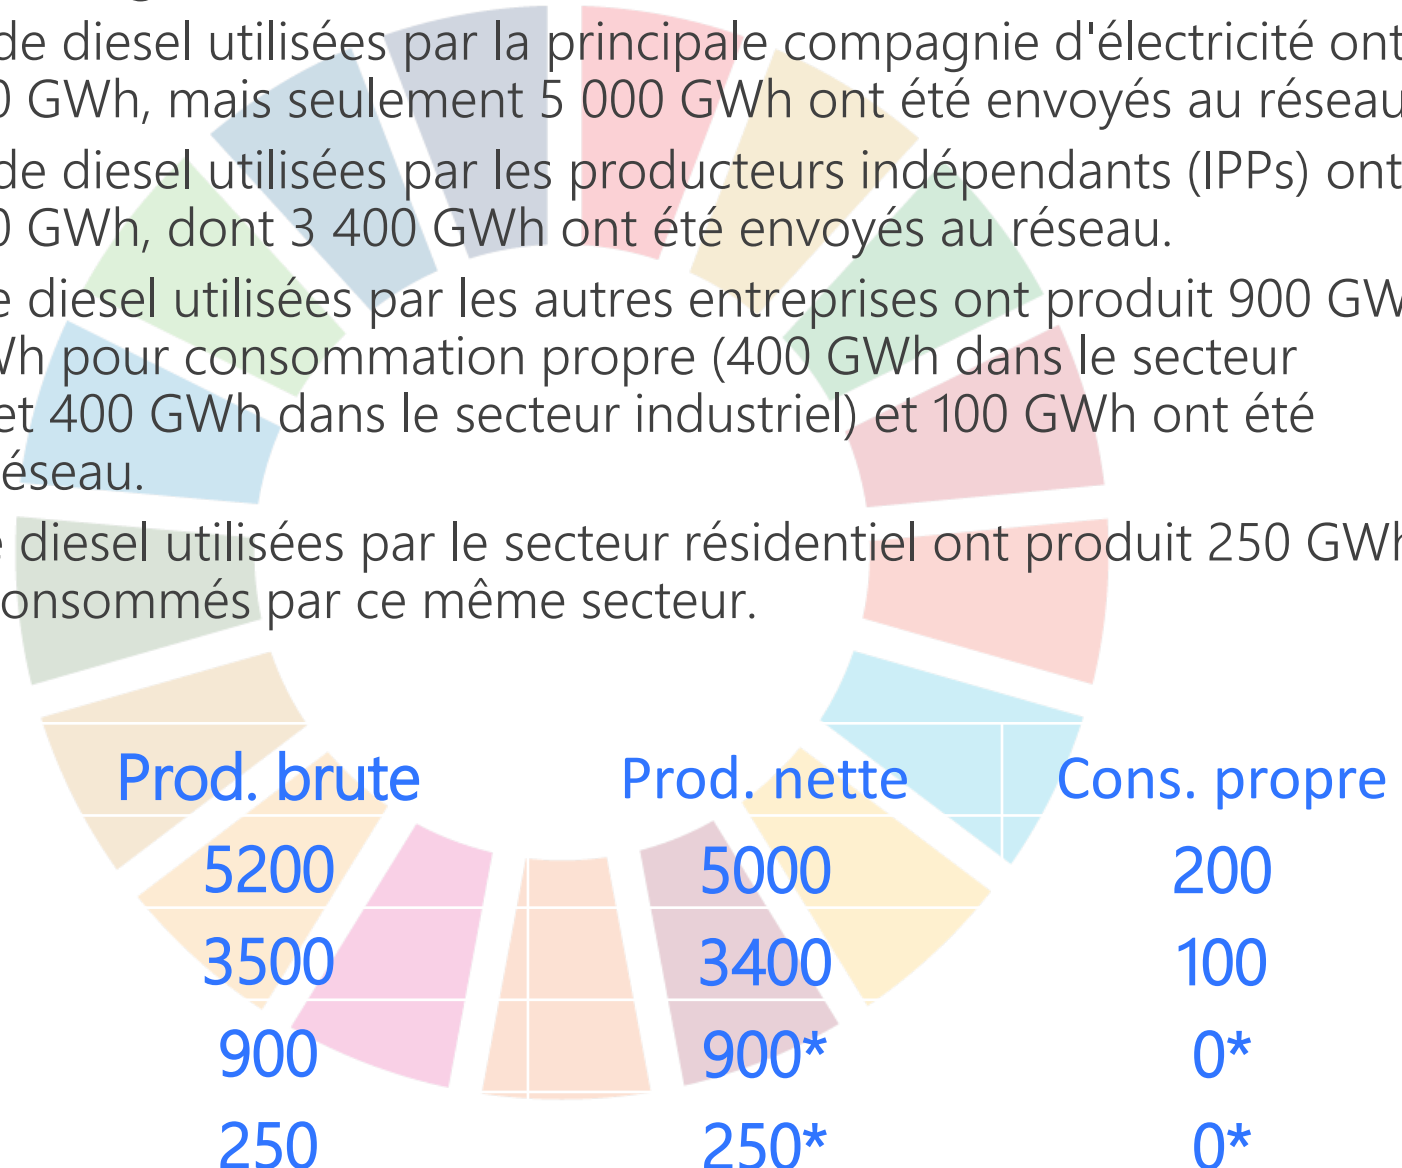 de diesel utilisées par la principale compagnie d'électricité ont
0 GWh, mais seulement 5 000 GWh ont été envoyés au réseau
de diesel utilisées par les producteurs indépendants (IPPs) ont
0 GWh, dont 3 400 GWh ont été envoyés au réseau.
e diesel utilisées par les autres entreprises ont produit 900 GW
Wh pour consommation propre (400 GWh dans le secteur
et 400 GWh dans le secteur industriel) et 100 GWh ont été
éseau.
e diesel utilisées par le secteur résidentiel ont produit 250 GWh
onsommés par ce même secteur.
Prod. brute Prod. nette Cons. propre
5200 5000 200
3500 3400 100
900 900* 0*
250 250* 0*